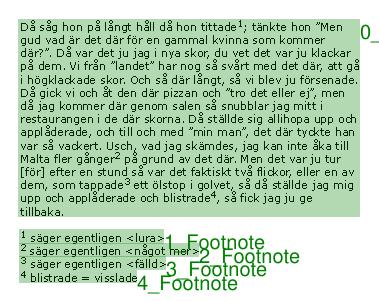 Då såg hon på långt håll då hon tittade¹; tänkte hon ”Men
gud vad är det där för en gammal kvinna som kommer
där?”. Då var det ju jag i nya skor, du vet det var ju klackar
på dem. Vi från ”landet” har nog så svårt med det där, att gå
i högklackade skor. Och så där långt, så vi blev ju försenade.
Då gick vi och åt den där pizzan och ”tro det eller ej”, men
då jag kommer där genom salen så snubblar jag mitt i
restaurangen i de där skorna. Då ställde sig allihopa upp och
applåderade, och till och med ”min man”, det där tyckte han
var så vackert. Usch, vad jag skämdes, jag kan inte åka till
Malta fler gånger² på grund av det där. Men det var ju tur
[för] efter en stund så var det faktiskt två flickor, eller en av
dem, som tappade³ ett ölstop i golvet, så då ställde jag mig
upp och applåderade och blistrade⁴, så fick jag ju ge
tillbaka.
0_
¹ säger egentligen <lura> 1_Footnote
² säger egentligen <något mer> 2_Footnote
³ säger egentligen <fälld> 3_Footnote
⁴ blistrade = visslade 4_Footnote